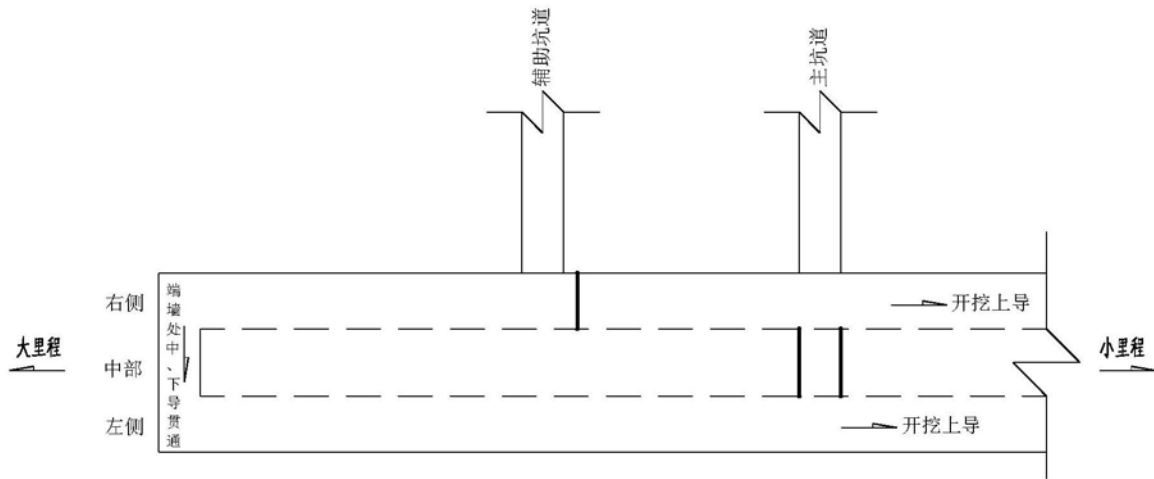 辅助坑道
主坑道
右侧
端墙处中、下导贯通
开挖上导
大里程
中部
小里程
左侧
开挖上导